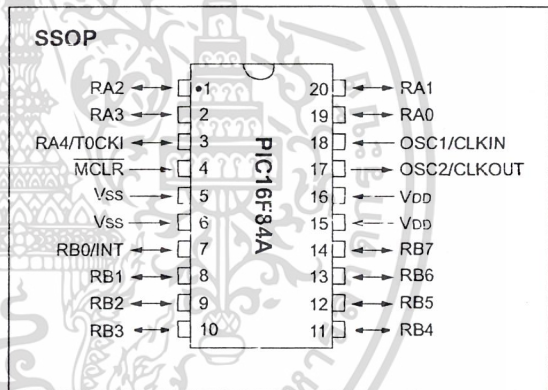 SSOP
RA2 •1 20 RA1
RA3 2 19 RA0
RA4/T0CKI 3 18 OSC1/CLKIN
MCLR 4 17 OSC2/CLKOUT
VSS 5 16 VDD
VSS 6 15 VDD
RB0/INT 7 14 RB7
RB1 8 13 RB6
RB2 9 12 RB5
RB3 10 11 RB4
PIC16F84A